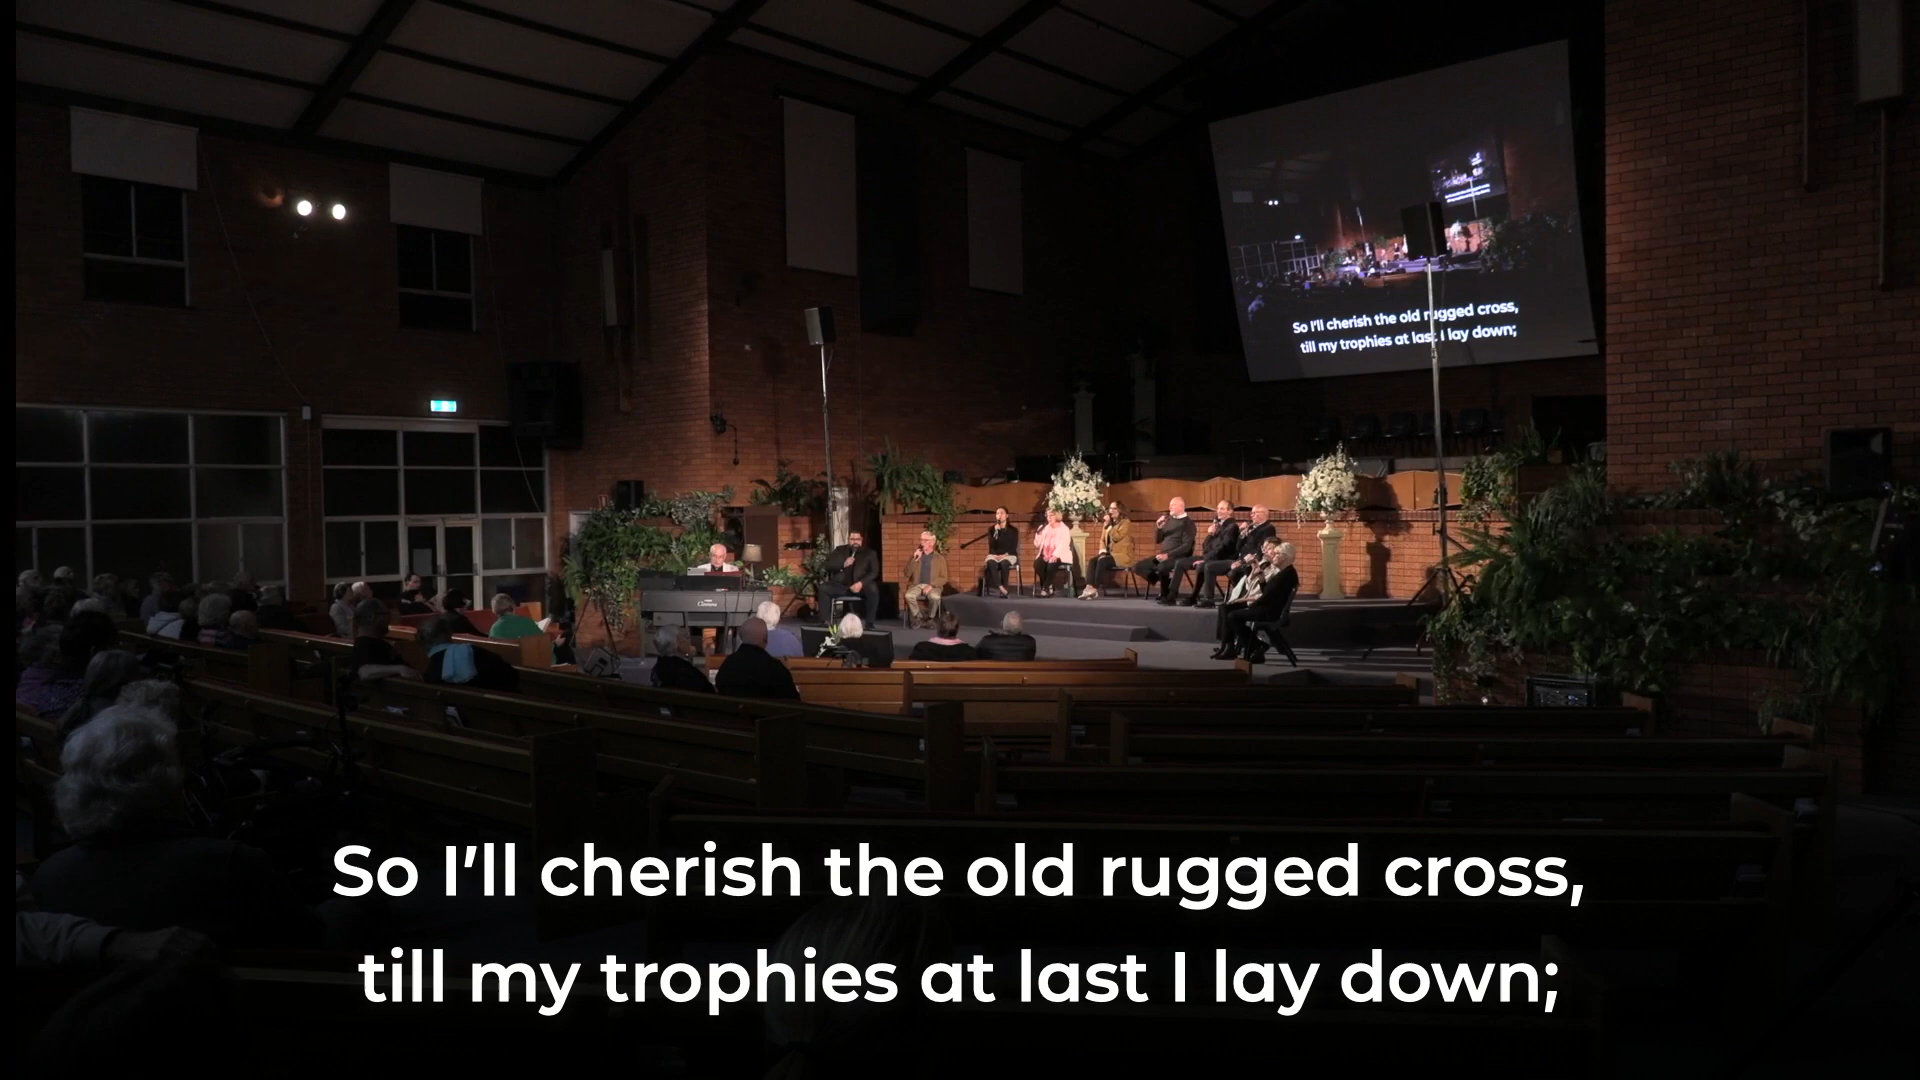 So I'll cherish the old rugged cross,
till my trophies at last I lay down;
Clavinova
So I’ll cherish the old rugged cross,
till my trophies at last I lay down;